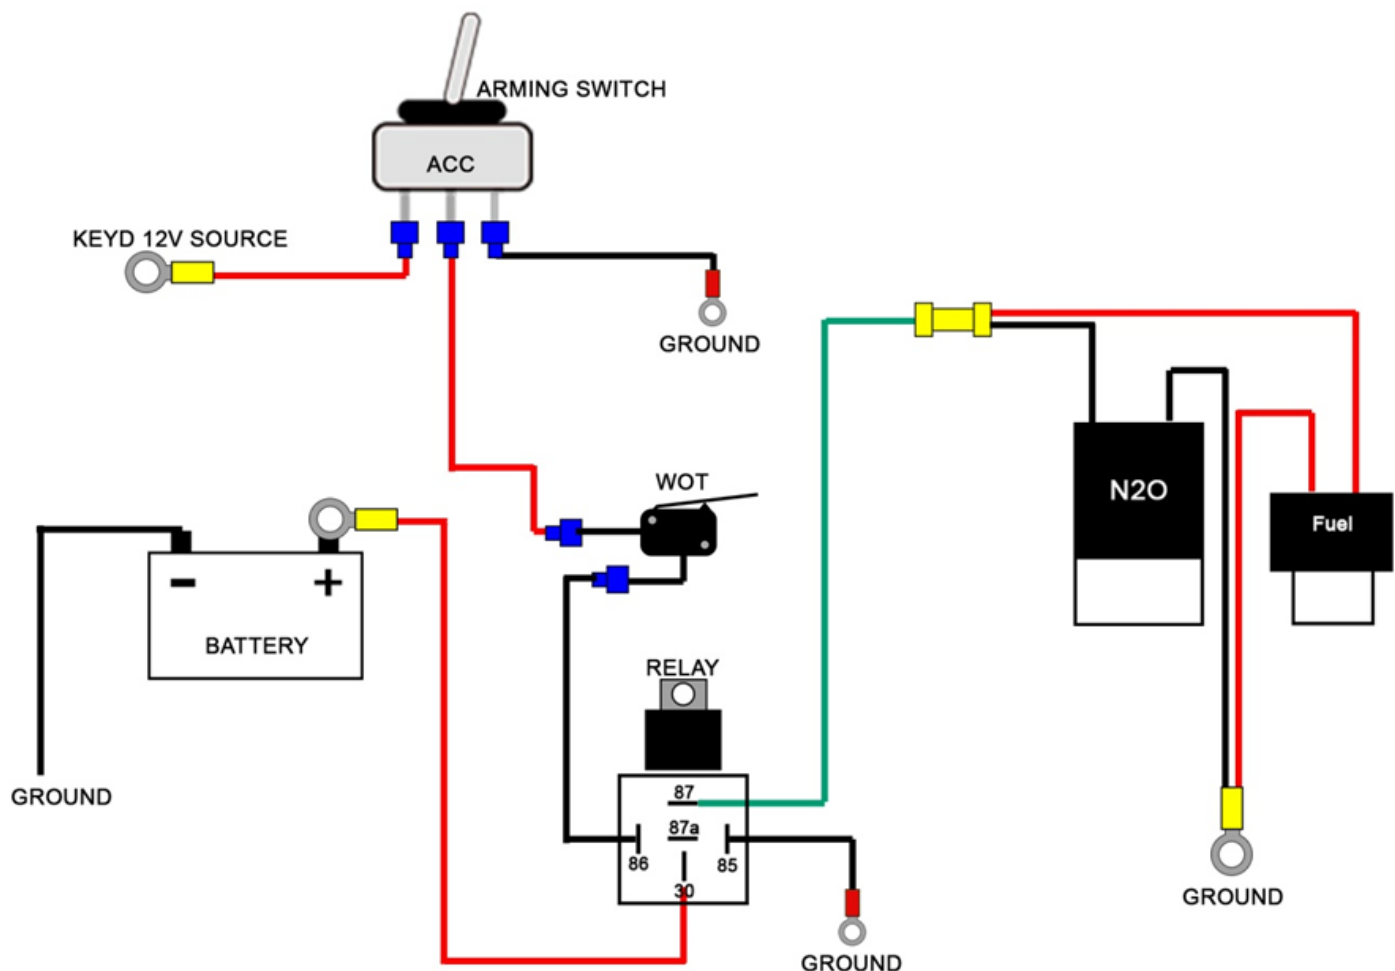 ARMING SWITCH
ACC
KEYD 12V SOURCE
GROUND
WOT
N2O
Fuel
BATTERY
GROUND
RELAY
87
87a
86
85
30
GROUND
GROUND